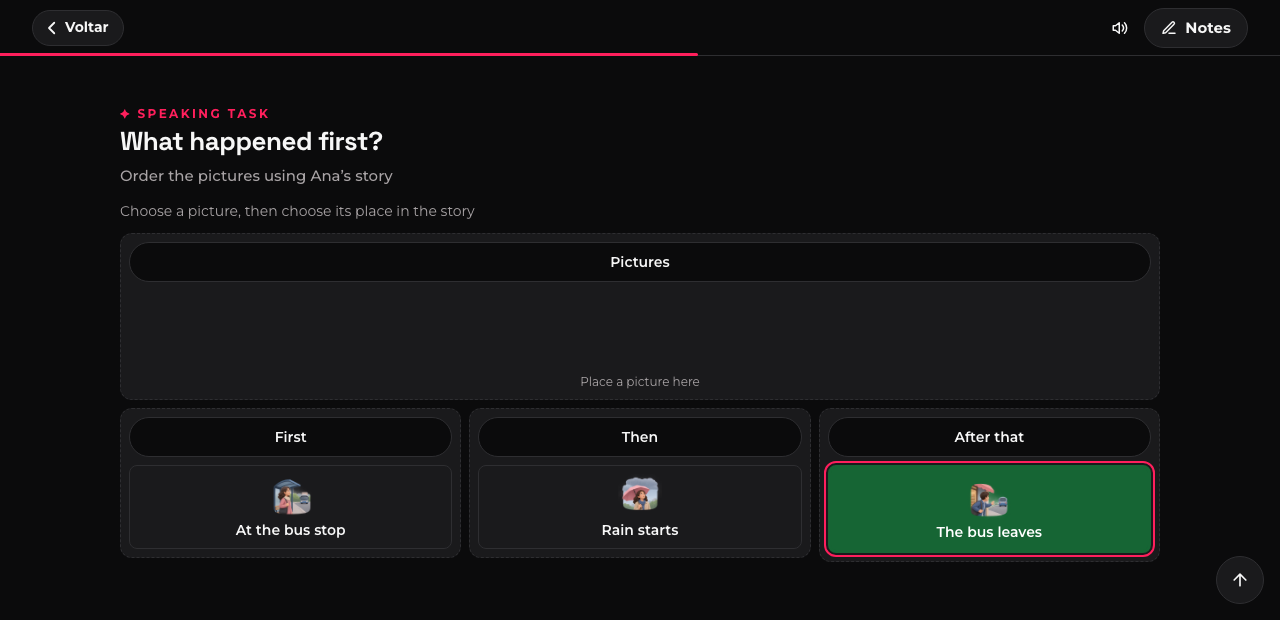 Voltar
Notes
SPEAKING TASK
What happened first?
Order the pictures using Ana's story
Choose a picture, then choose its place in the story
Pictures
Place a picture here
First
Then
After that
At the bus stop
Rain starts
The bus leaves